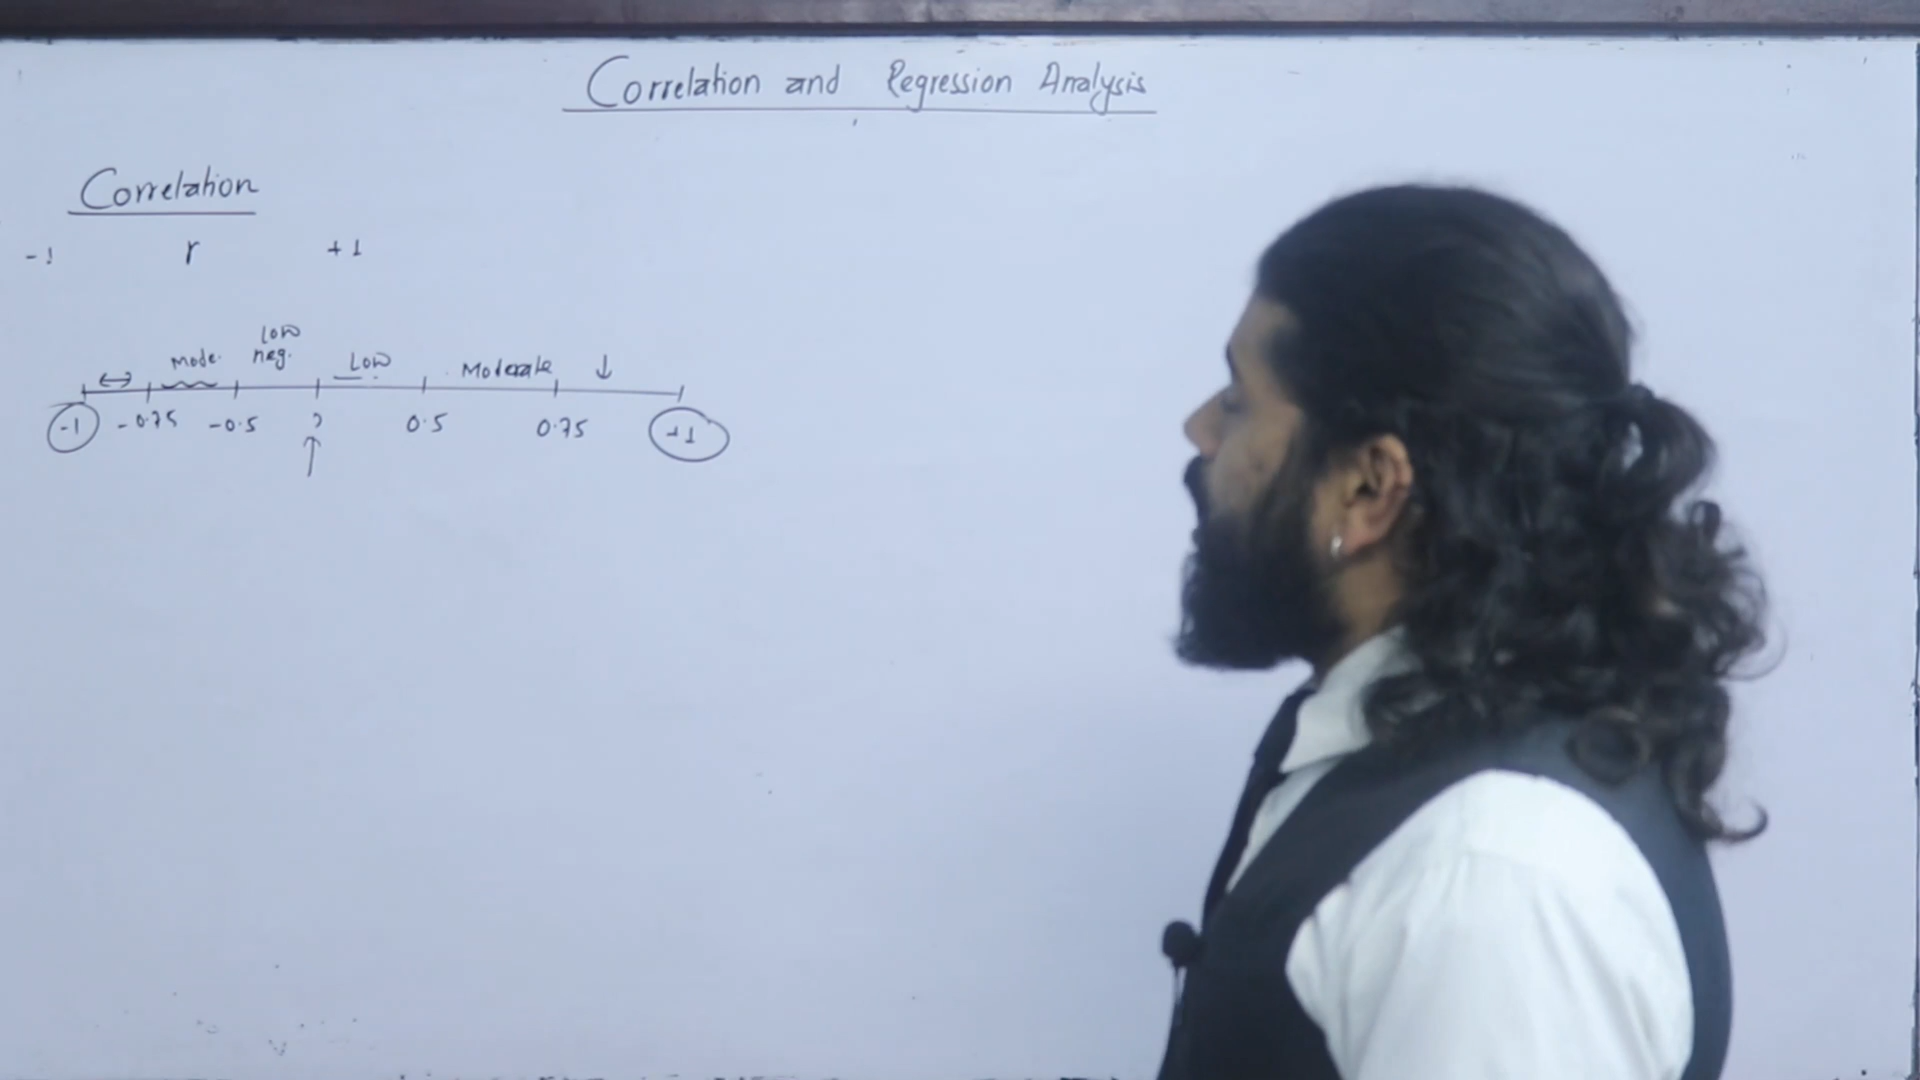 Correlation and Regression Analysis
Correlation
-1 r +1
Low
Mode. neg. Low Moderate ↓
-1 -0.75 -0.5 0.5 0.75 +1